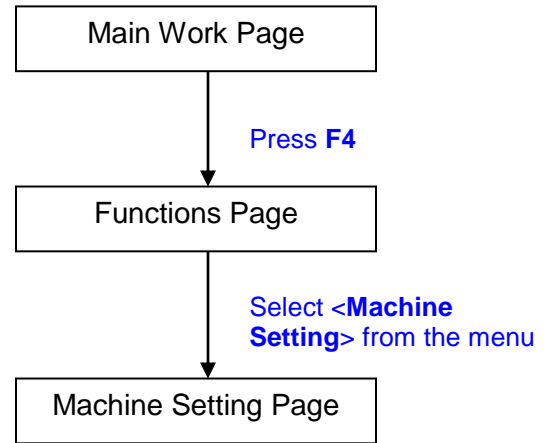 Main Work Page
Press F4
Functions Page
Select <Machine
Setting> from the menu
Machine Setting Page